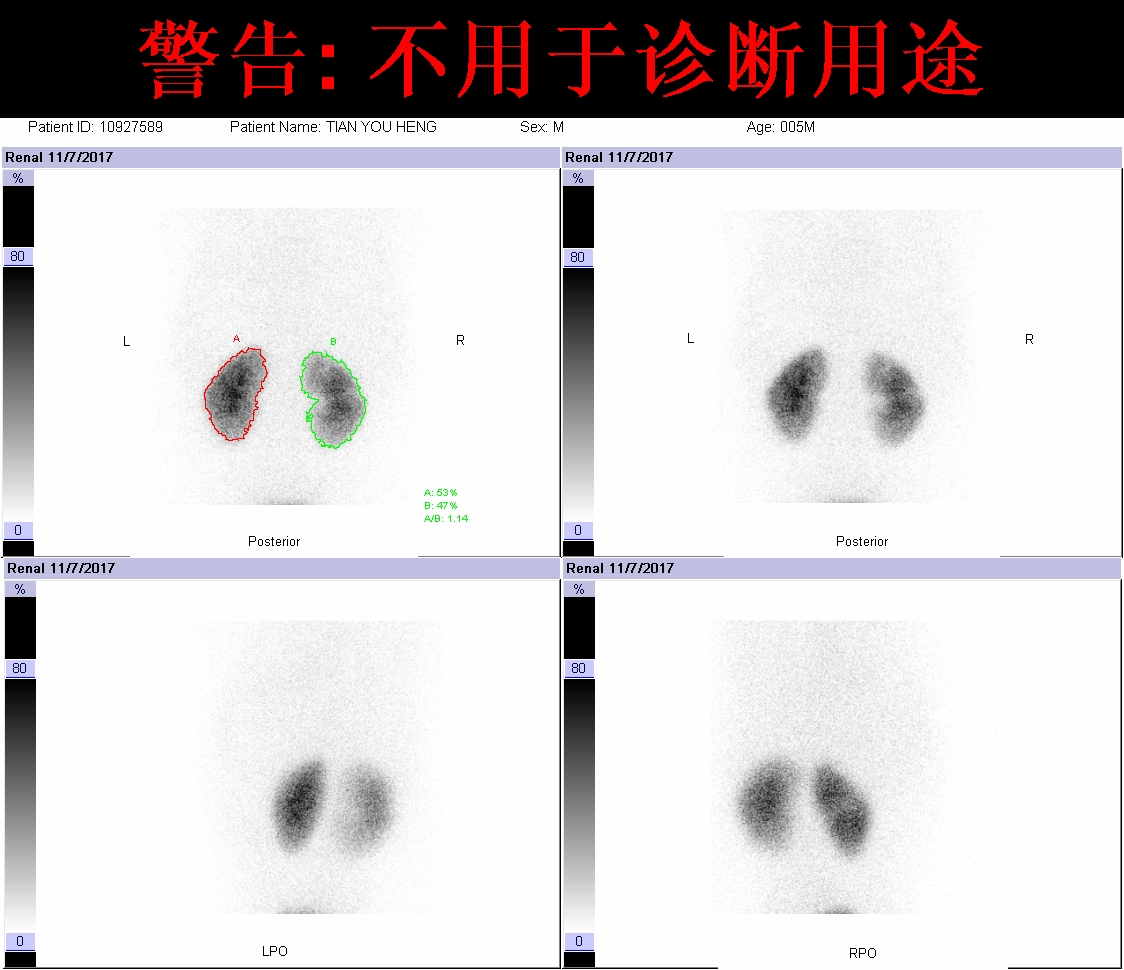 警告: 不用于诊断用途
Patient ID: 10927589 Patient Name: TIAN YOU HENG Sex: M Age: 005M
Renal 11/7/2017
%
80
0
L
A
B
R
A: 53%
B: 47%
A/B: 1.14
Posterior
Renal 11/7/2017
%
80
0
L
R
Posterior
Renal 11/7/2017
%
80
0
LPO
Renal 11/7/2017
%
80
0
RPO